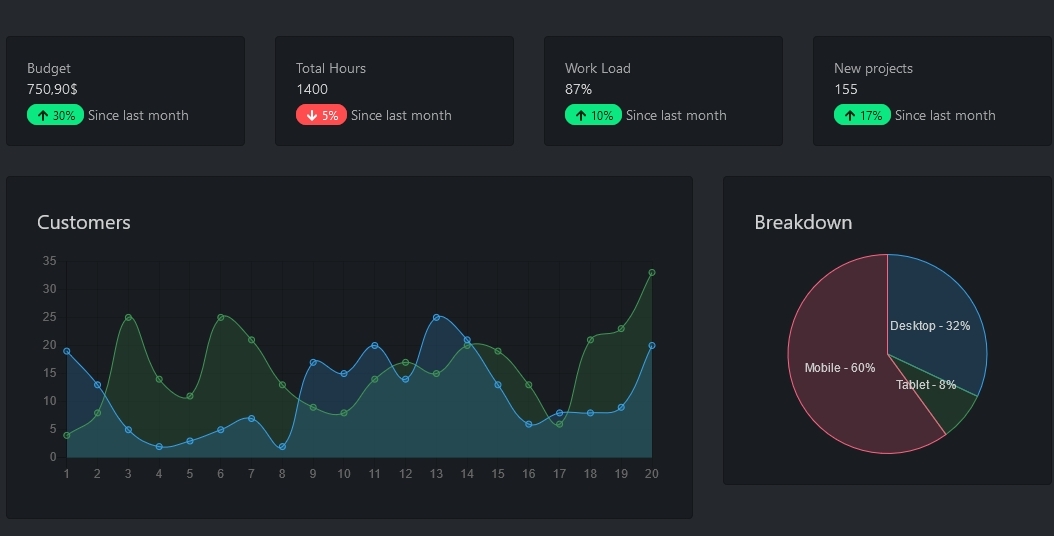 Budget
750,90$
30% Since last month
Total Hours
1400
5% Since last month
Work Load
87%
10% Since last month
New projects
155
17% Since last month
Customers
35
30
25
20
15
10
5
0
1 2 3 4 5 6 7 8 9 10 11 12 13 14 15 16 17 18 19 20
Breakdown
Desktop - 32%
Mobile - 60%
Tablet - 8%